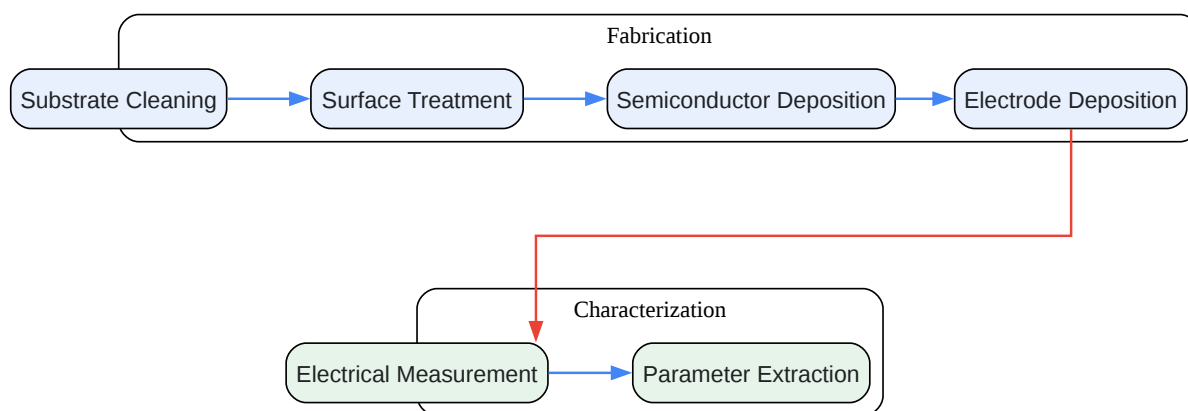 Fabrication
Substrate Cleaning
Surface Treatment
Semiconductor Deposition
Electrode Deposition
Characterization
Electrical Measurement
Parameter Extraction